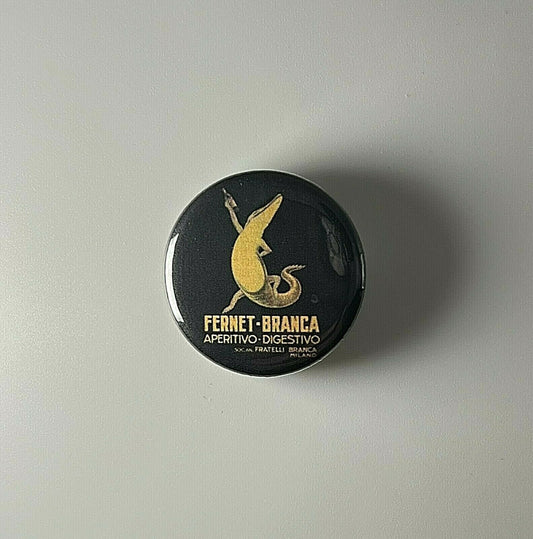 FERNET-BRANCA
APERITIVO-DIGESTIVO
SOC.AN. FRATELLI BRANCA
MILANO